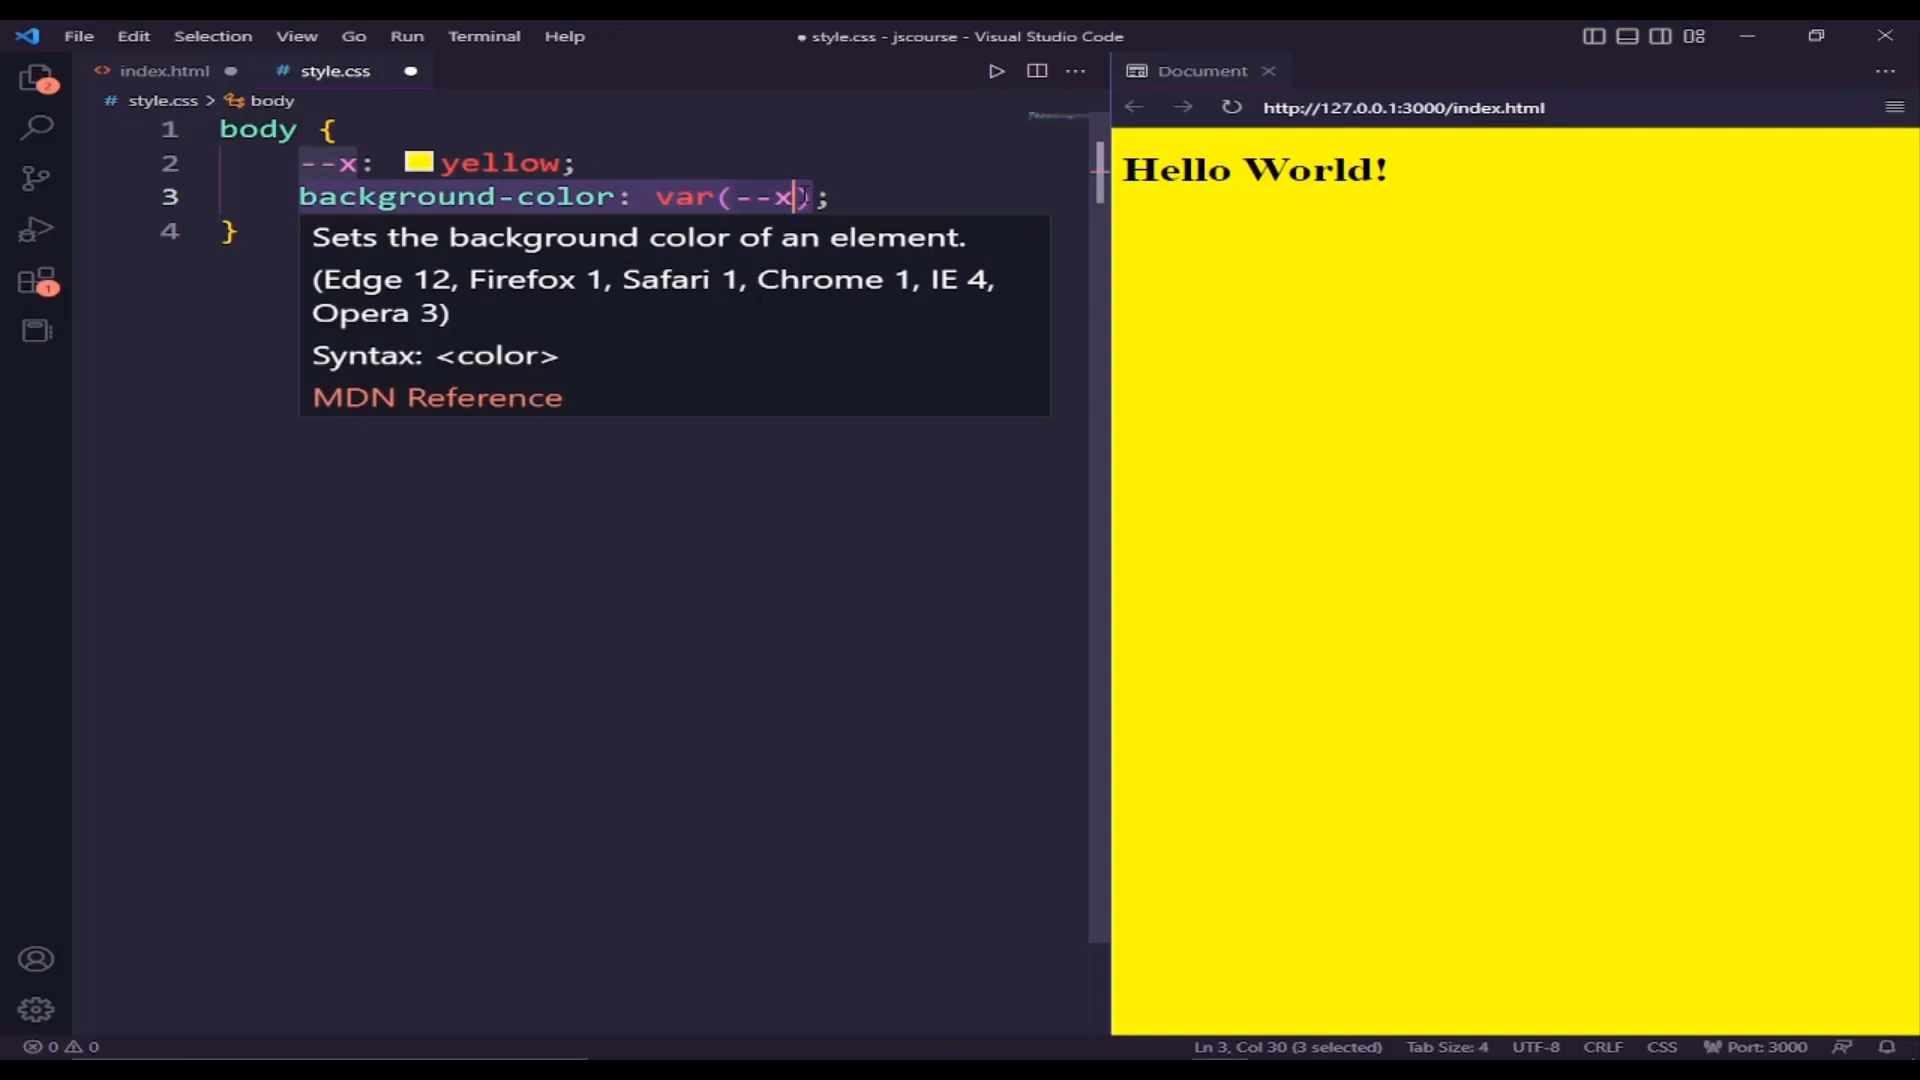 File Edit Selection View Go Run Terminal Help
● style.css - jscourse - Visual Studio Code
2
1
index.html
# style.css
# style.css > body
1 body {
2 --x: yellow;
3 background-color: var(--x);
4 }
Sets the background color of an element.
(Edge 12, Firefox 1, Safari 1, Chrome 1, IE 4,
Opera 3)
Syntax: <color>
MDN Reference
Document
http://127.0.0.1:3000/index.html
Hello World!
0 0
Ln 3, Col 30 (3 selected) Tab Size: 4 UTF-8 CRLF CSS Port: 3000